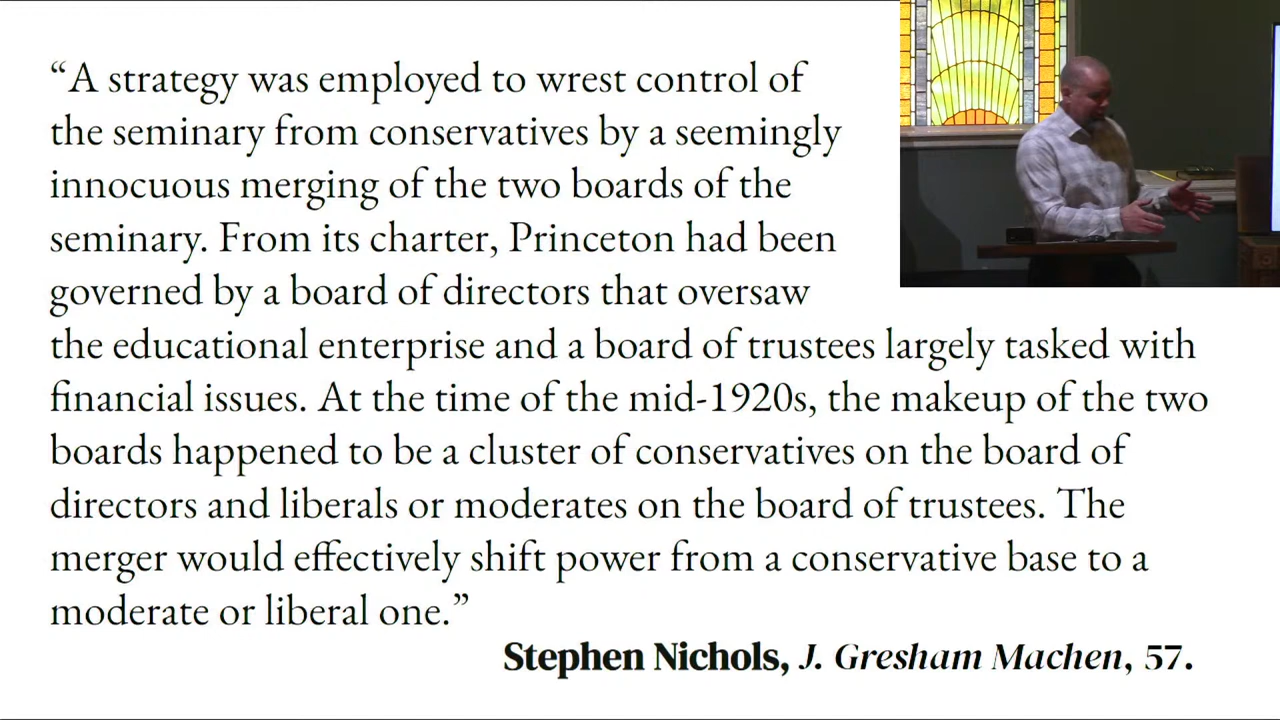 “A strategy was employed to wrest control of
the seminary from conservatives by a seemingly
innocuous merging of the two boards of the
seminary. From its charter, Princeton had been
governed by a board of directors that oversaw
the educational enterprise and a board of trustees largely tasked with
financial issues. At the time of the mid-1920s, the makeup of the two
boards happened to be a cluster of conservatives on the board of
directors and liberals or moderates on the board of trustees. The
merger would effectively shift power from a conservative base to a
moderate or liberal one.”
Stephen Nichols, J. Gresham Machen, 57.